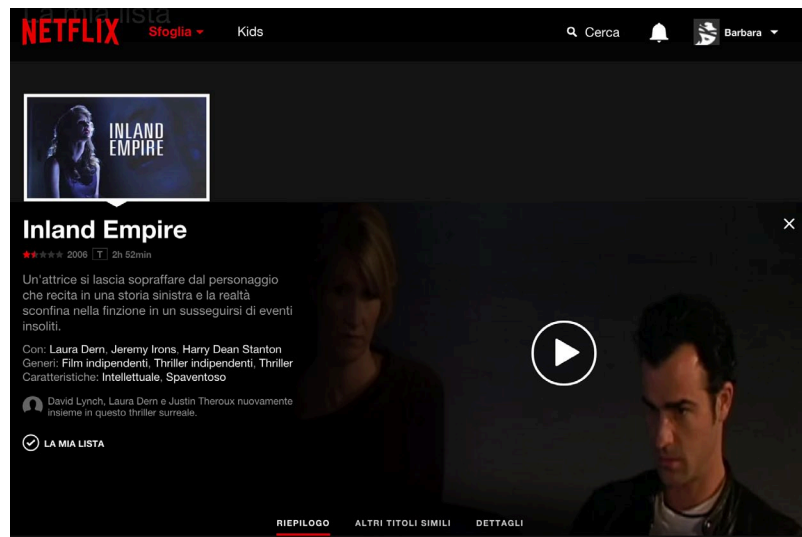 La mia lista
NETFLIX
Sfoglia
Kids
Cerca
Barbara
INLAND
EMPIRE
Inland Empire
2006 T 2h 52min
Un'attrice si lascia sopraffare dal personaggio
che recita in una storia sinistra e la realtà
sconfina nella finzione in un susseguirsi di eventi
insoliti.
Con: Laura Dern, Jeremy Irons, Harry Dean Stanton
Generi: Film indipendenti, Thriller indipendenti, Thriller
Caratteristiche: Intellettuale, Spaventoso
David Lynch, Laura Dern e Justin Theroux nuovamente
insieme in questo thriller surreale.
LA MIA LISTA
RIEPILOGO ALTRI TITOLI SIMILI DETTAGLI